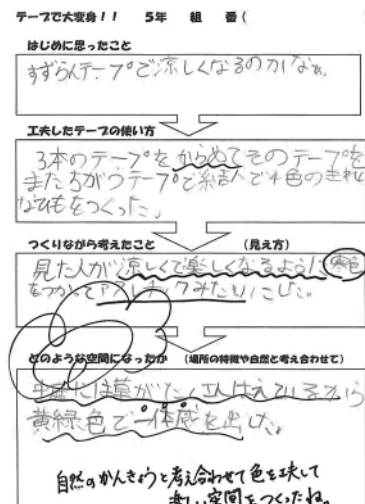 テープで大変身!! 5年 組 番(
はじめに思ったこと
すずらんテープで涼しくなるのかなぁ。
工夫したテープの使い方
3本のテープをからめてそのテープを
またちがうテープで結んで4色のきれい
なひもをつくった。
つくりながら考えたこと (見え方)
見た人が涼しくて楽しくなるように寒色
をつかってアスレチックみたいにした。
どのような空間になったか (場所の特徴や自然と考え合わせて)
中庭には草がたくさんはえているから
黄緑色で一体感を出した。
自然のかんきょうと考え合わせて色を工夫して
楽しい空間をつくったね。